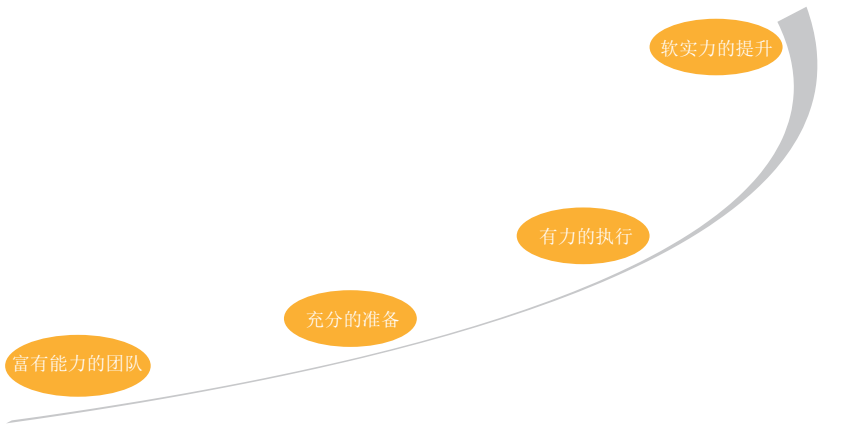 软实力的提升
有力的执行
充分的准备
富有能力的团队